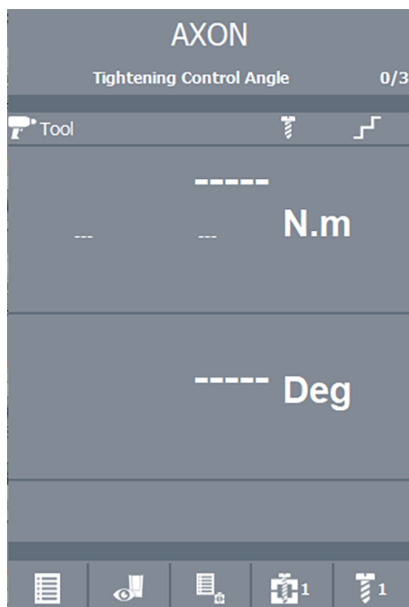 AXON
Tightening Control Angle 0/3
Tool
-----
--- --- N.m
----- Deg
1 1